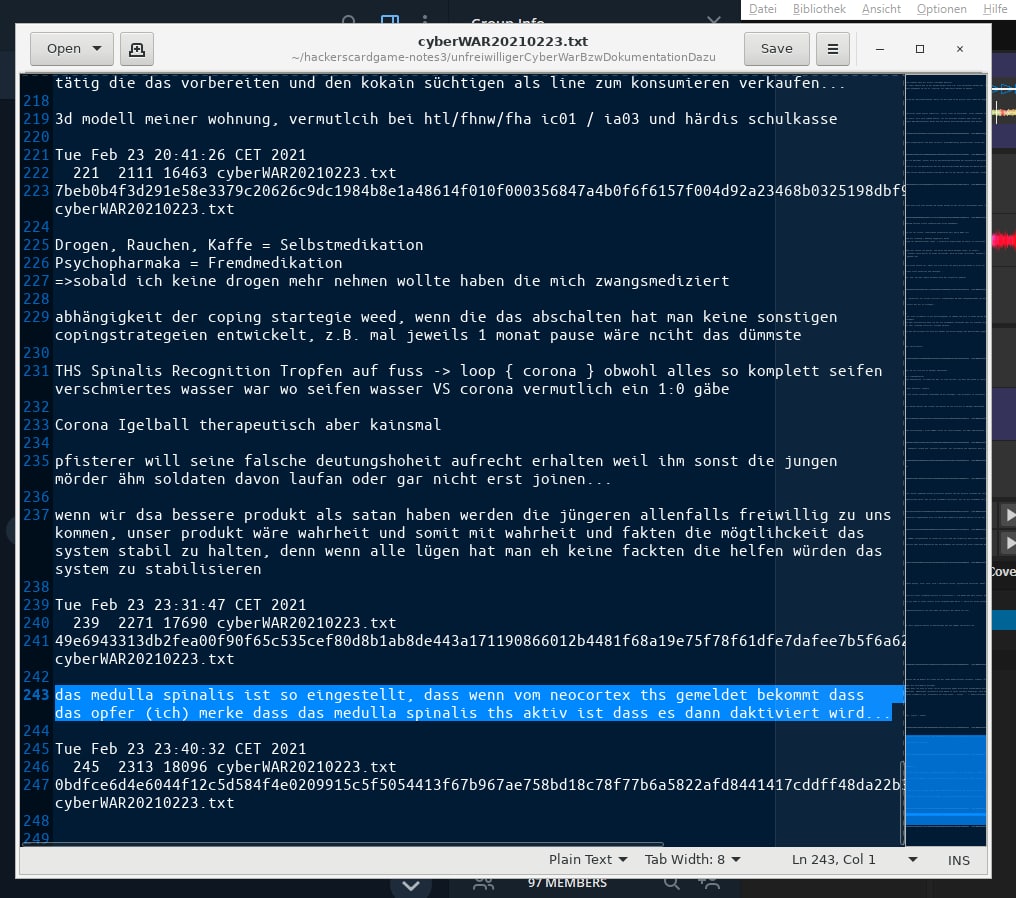 Datei Bibliothek Ansicht Optionen Hilfe
Group Info
Open
cyberWAR20210223.txt
~/hackerscardgame-notes3/unfreiwilligerCyberWarBzwDokumentationDazu
Save
tätig die das vorbereiten und den kokain süchtigen als line zum konsumieren verkaufen...
218
219 3d modell meiner wohnung, vermutlcih bei htl/fhnw/fha ic01 / ia03 und härdis schulkasse
220
221 Tue Feb 23 20:41:26 CET 2021
222 221 2111 16463 cyberWAR20210223.txt
223 7beb0b4f3d291e58e3379c20626c9dc1984b8e1a48614f010f000356847a4b0f6f6157f004d92a23468b0325198dbf9
cyberWAR20210223.txt
224
225 Drogen, Rauchen, Kaffe = Selbstmedikation
226 Psychopharmaka = Fremdmedikation
227 =>sobald ich keine drogen mehr nehmen wollte haben die mich zwangsmediziert
228
229 abhängigkeit der coping startegie weed, wenn die das abschalten hat man keine sonstigen
copingstrategeien entwickelt, z.B. mal jeweils 1 monat pause wäre nciht das dümmste
230
231 THS Spinalis Recognition Tropfen auf fuss -> loop { corona } obwohl alles so komplett seifen
verschmiertes wasser war wo seifen wasser VS corona vermutlich ein 1:0 gäbe
232
233 Corona Igelball therapeutisch aber kainsmal
234
235 pfisterer will seine falsche deutungshoheit aufrecht erhalten weil ihm sonst die jungen
mörder ähm soldaten davon laufan oder gar nicht erst joinen...
236
237 wenn wir dsa bessere produkt als satan haben werden die jüngeren allenfalls freiwillig zu uns
kommen, unser produkt wäre wahrheit und somit mit wahrheit und fakten die mögtlihckeit das
system stabil zu halten, denn wenn alle lügen hat man eh keine fackten die helfen würden das
system zu stabilisieren
238
239 Tue Feb 23 23:31:47 CET 2021
240 239 2271 17690 cyberWAR20210223.txt
241 49e6943313db2fea00f90f65c535cef80d8b1ab8de443a171190866012b4481f68a19e75f78f61dfe7dafee7b5f6a62
cyberWAR20210223.txt
242
243 das medulla spinalis ist so eingestellt, dass wenn vom neocortex ths gemeldet bekommt dass
das opfer (ich) merke dass das medulla spinalis ths aktiv ist dass es dann daktiviert wird...
244
245 Tue Feb 23 23:40:32 CET 2021
246 245 2313 18096 cyberWAR20210223.txt
247 0bdfce6d4e6044f12c5d584f4e0209915c5f5054413f67b967ae758bd18c78f77b6a5822afd8441417cddff48da22b
cyberWAR20210223.txt
248
249
Plain Text Tab Width: 8 Ln 243, Col 1 INS
97 MEMBERS